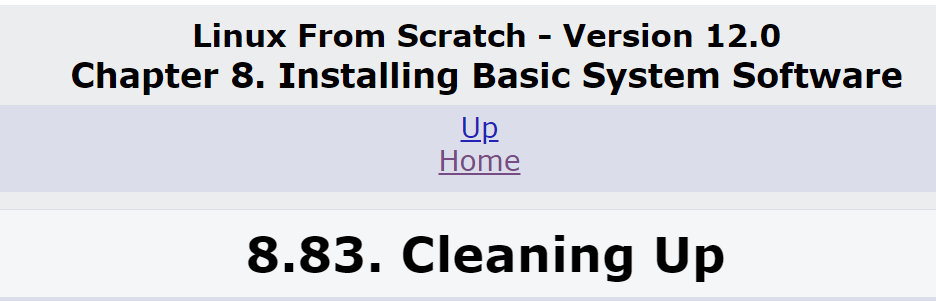 Linux From Scratch - Version 12.0
Chapter 8. Installing Basic System Software
Up
Home
8.83. Cleaning Up